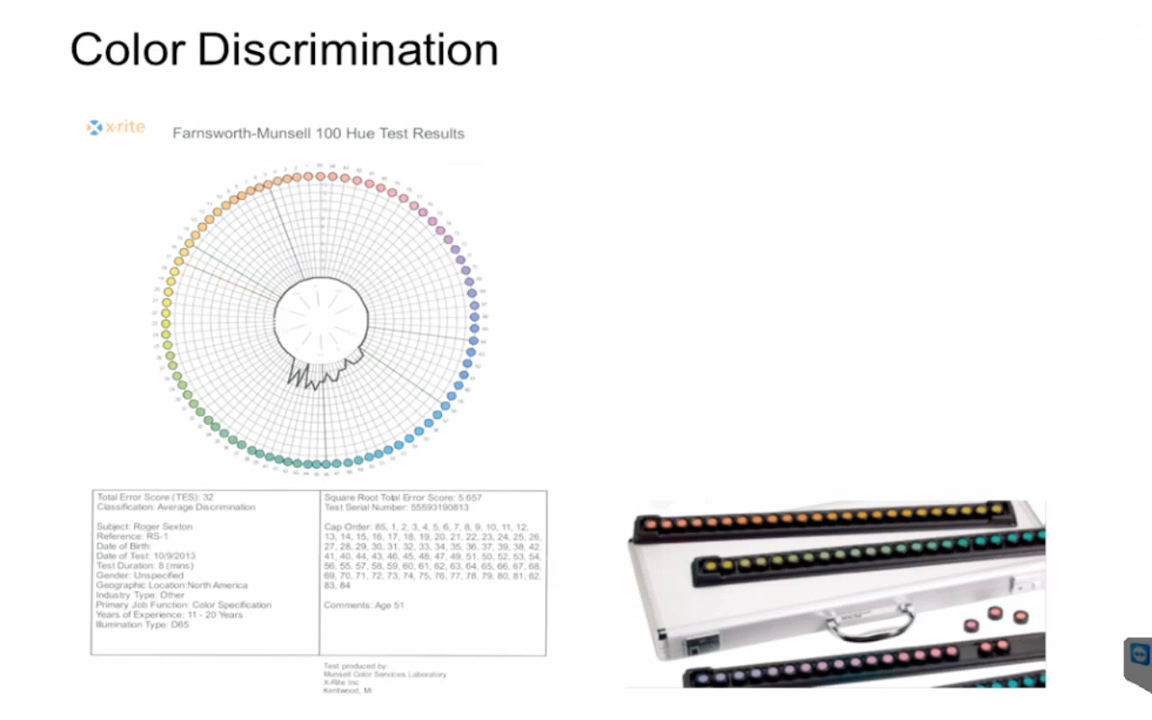 Color Discrimination
x-rite
Farnsworth-Munsell 100 Hue Test Results
Total Error Score (TES): 32
Classification: Average Discrimination
Subject: Roger Sexton
Reference: RS-1
Date of Birth:
Date of Test: 10/9/2013
Test Duration: 8 (mins)
Gender: Unspecified
Geographic Location:North America
Industry Type: Other
Primary Job Function: Color Specification
Years of Experience: 11 - 20 Years
Illumination Type: D65
Square Root Total Error Score: 5.657
Test Serial Number: 55593190813
Cap Order: 85, 1, 2, 3, 4, 5, 6, 7, 8, 9, 10, 11, 12,
13, 14, 15, 16, 17, 18, 19, 20, 21, 22, 23, 24, 25, 26,
27, 28, 29, 30, 31, 32, 33, 34, 35, 36, 37, 39, 38, 42,
41, 40, 44, 43, 46, 45, 48, 47, 49, 51, 50, 52, 53, 54,
56, 55, 57, 58, 59, 60, 61, 62, 63, 64, 65, 66, 67, 68,
69, 70, 71, 72, 73, 74, 75, 76, 77, 78, 79, 80, 81, 82,
83, 84
Comments: Age 51
Test produced by:
Munsell Color Services Laboratory
X-Rite Inc
Kentwood, MI